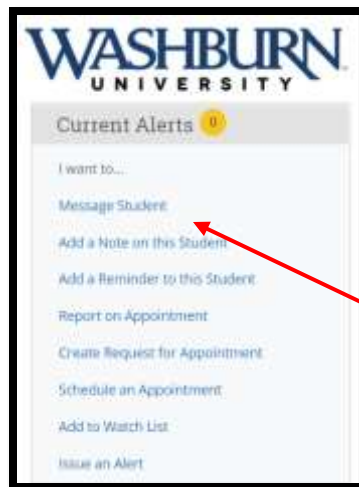 WASHBURN
UNIVERSITY
Current Alerts 0
I want to...
Message Student
Add a Note on this Student
Add a Reminder to this Student
Report on Appointment
Create Request for Appointment
Schedule an Appointment
Add to Watch List
Issue an Alert